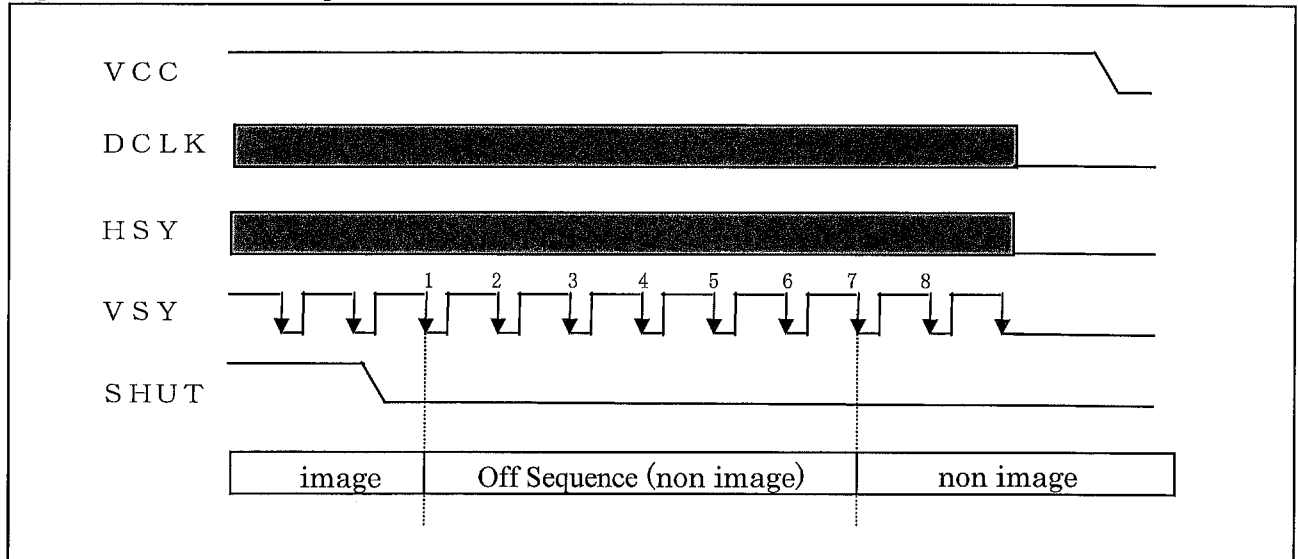 VCC
DCLK
HSY
1 2 3 4 5 6 7 8
VSY
SHUT
image Off Sequence (non image) non image